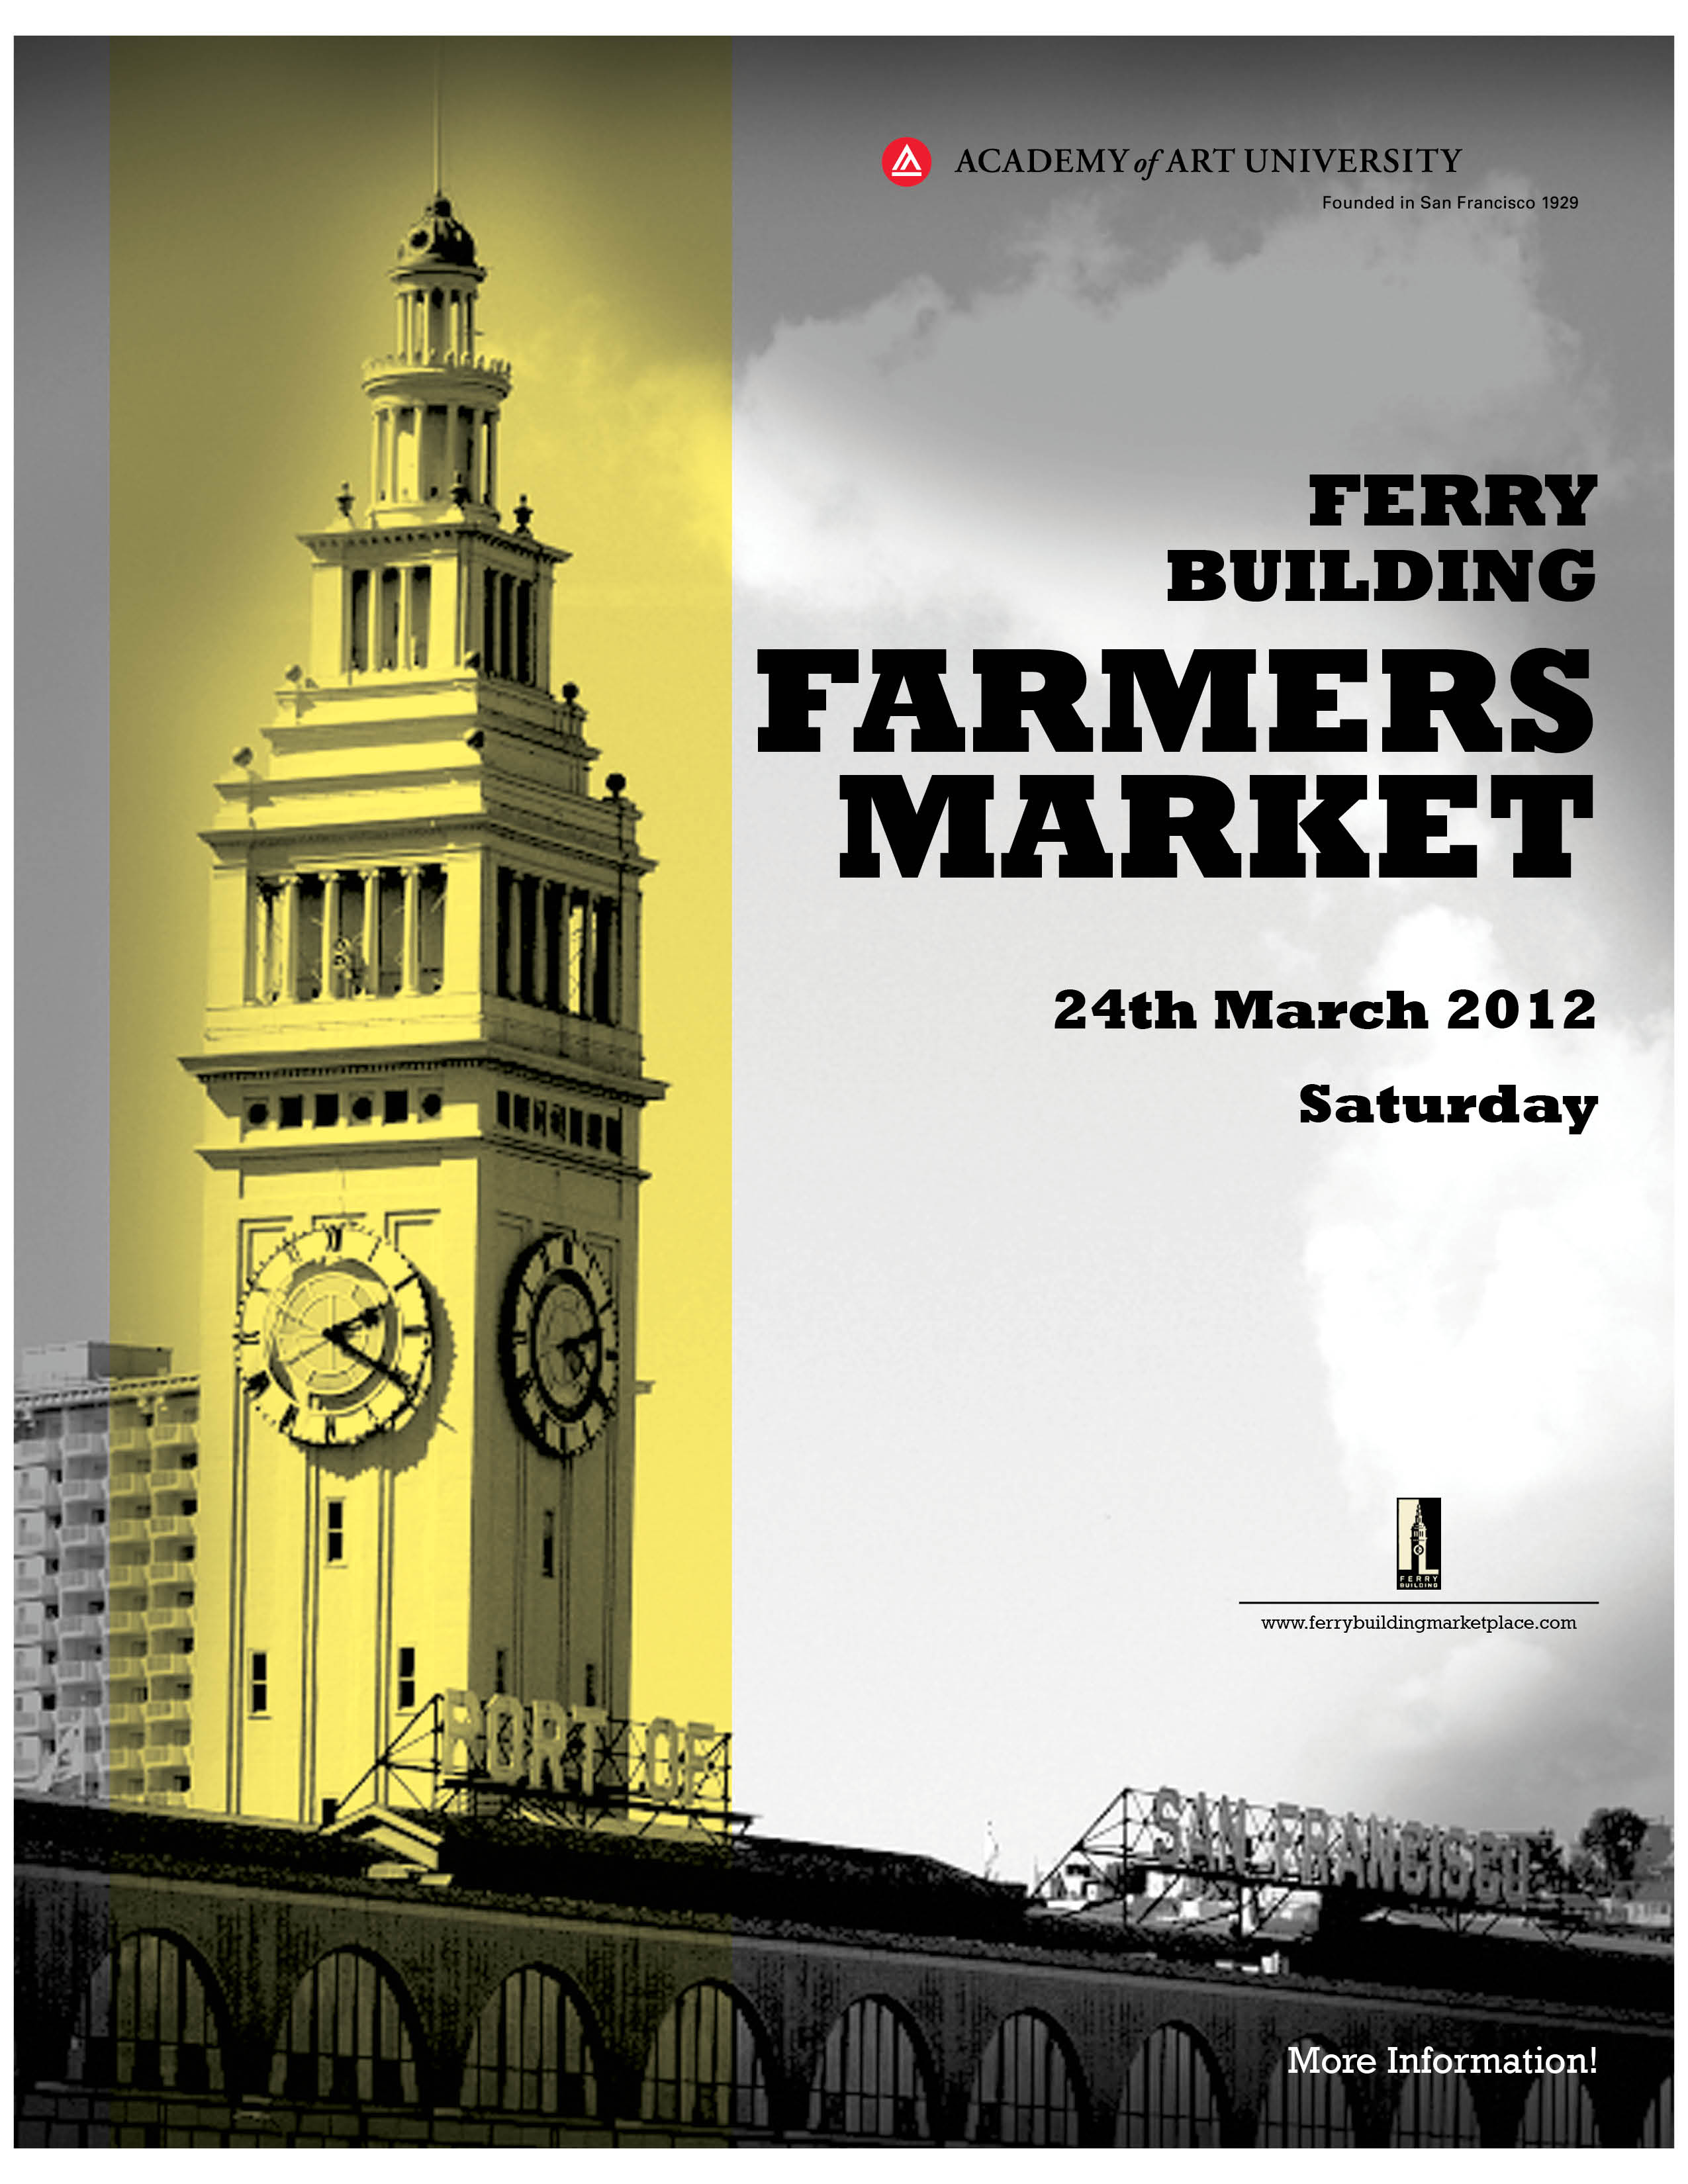 ACADEMY of ART UNIVERSITY
Founded in San Francisco 1929
FERRY
BUILDING
FARMERS
MARKET
24th March 2012
Saturday
FERRY
BUILDING
www.ferrybuildingmarketplace.com
PORT OF
SAN FRANCISCO
More Information!